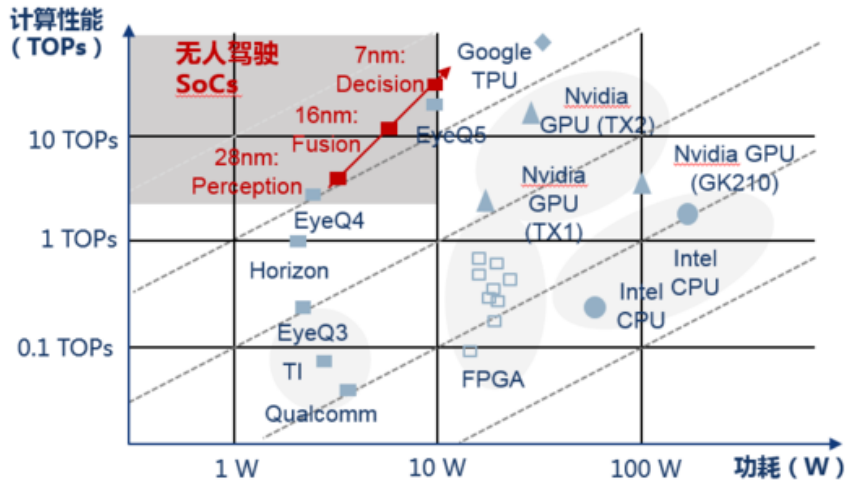 计算性能
（TOPs）
无人驾驶
SoCs
7nm:
Decision
Google
TPU
Nvidia
GPU (TX2)
16nm:
Fusion
EyeQ5
10 TOPs
28nm:
Perception
Nvidia
GPU
(TX1)
Nvidia GPU
(GK210)
EyeQ4
1 TOPs
Horizon
Intel
CPU
Intel
CPU
EyeQ3
0.1 TOPs
TI
FPGA
Qualcomm
1 W
10 W
100 W
功耗（W）